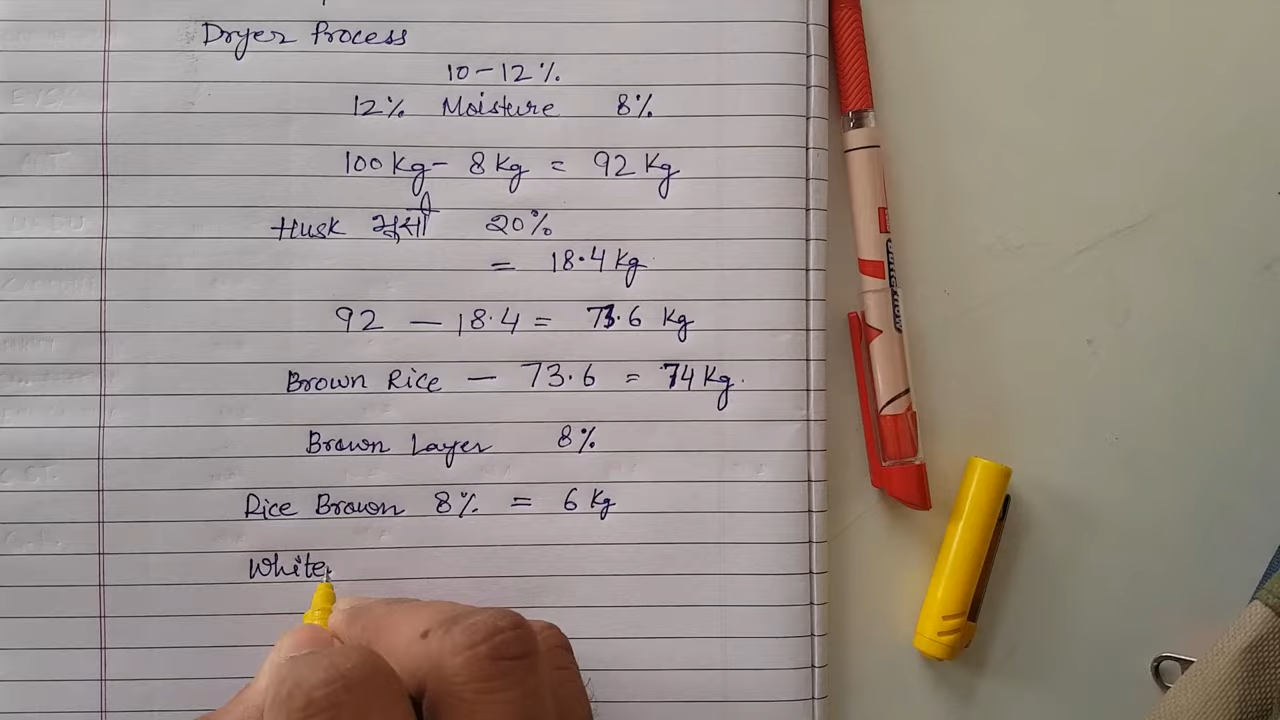 Dryer Process
10-12%
12% Moisture 8%
100 Kg - 8 Kg = 92 Kg
Husk भूसी 20%
= 18.4 Kg
92 - 18.4 = 73.6 Kg
Brown Rice - 73.6 = 74 Kg.
Brown Layer 8%
Rice Brown 8% = 6 Kg
White